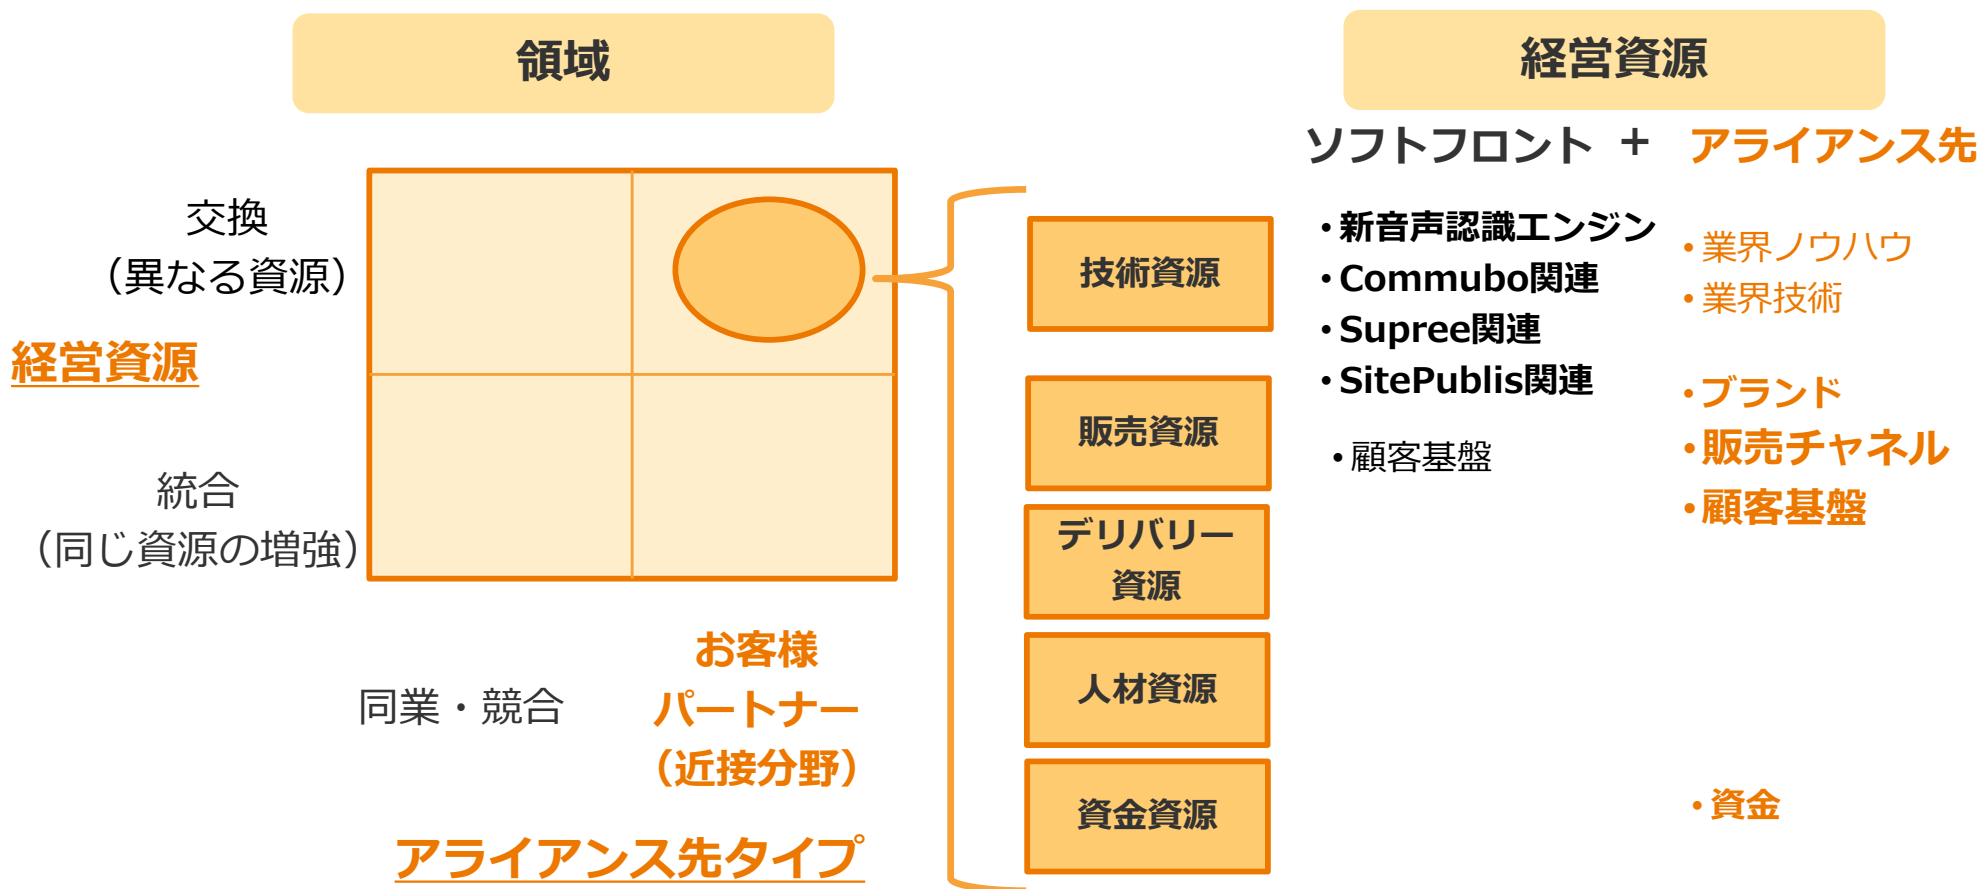 領域
交換
（異なる資源）
経営資源
統合
（同じ資源の増強）
同業・競合
お客様
パートナー
（近接分野）
アライアンス先タイプ
経営資源
ソフトフロント + アライアンス先
技術資源
・新音声認識エンジン
・Commubo関連
・Supree関連
・SitePublis関連
・業界ノウハウ
・業界技術
販売資源
・顧客基盤
・ブランド
・販売チャネル
・顧客基盤
デリバリー
資源
人材資源
資金資源
・資金